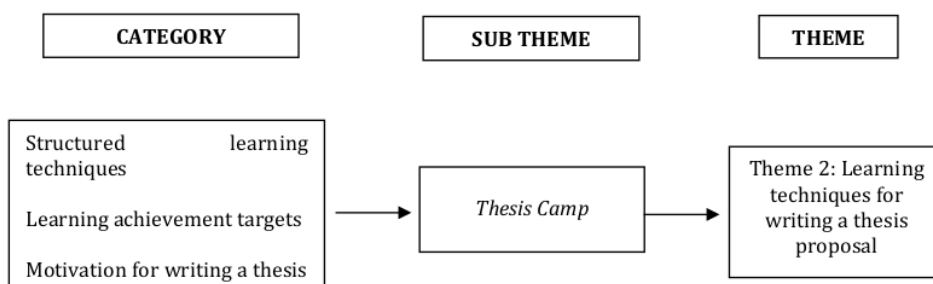 CATEGORY
SUB THEME
THEME
Structured learning
techniques
Learning achievement targets
Motivation for writing a thesis
Thesis Camp
Theme 2: Learning
techniques for
writing a thesis
proposal